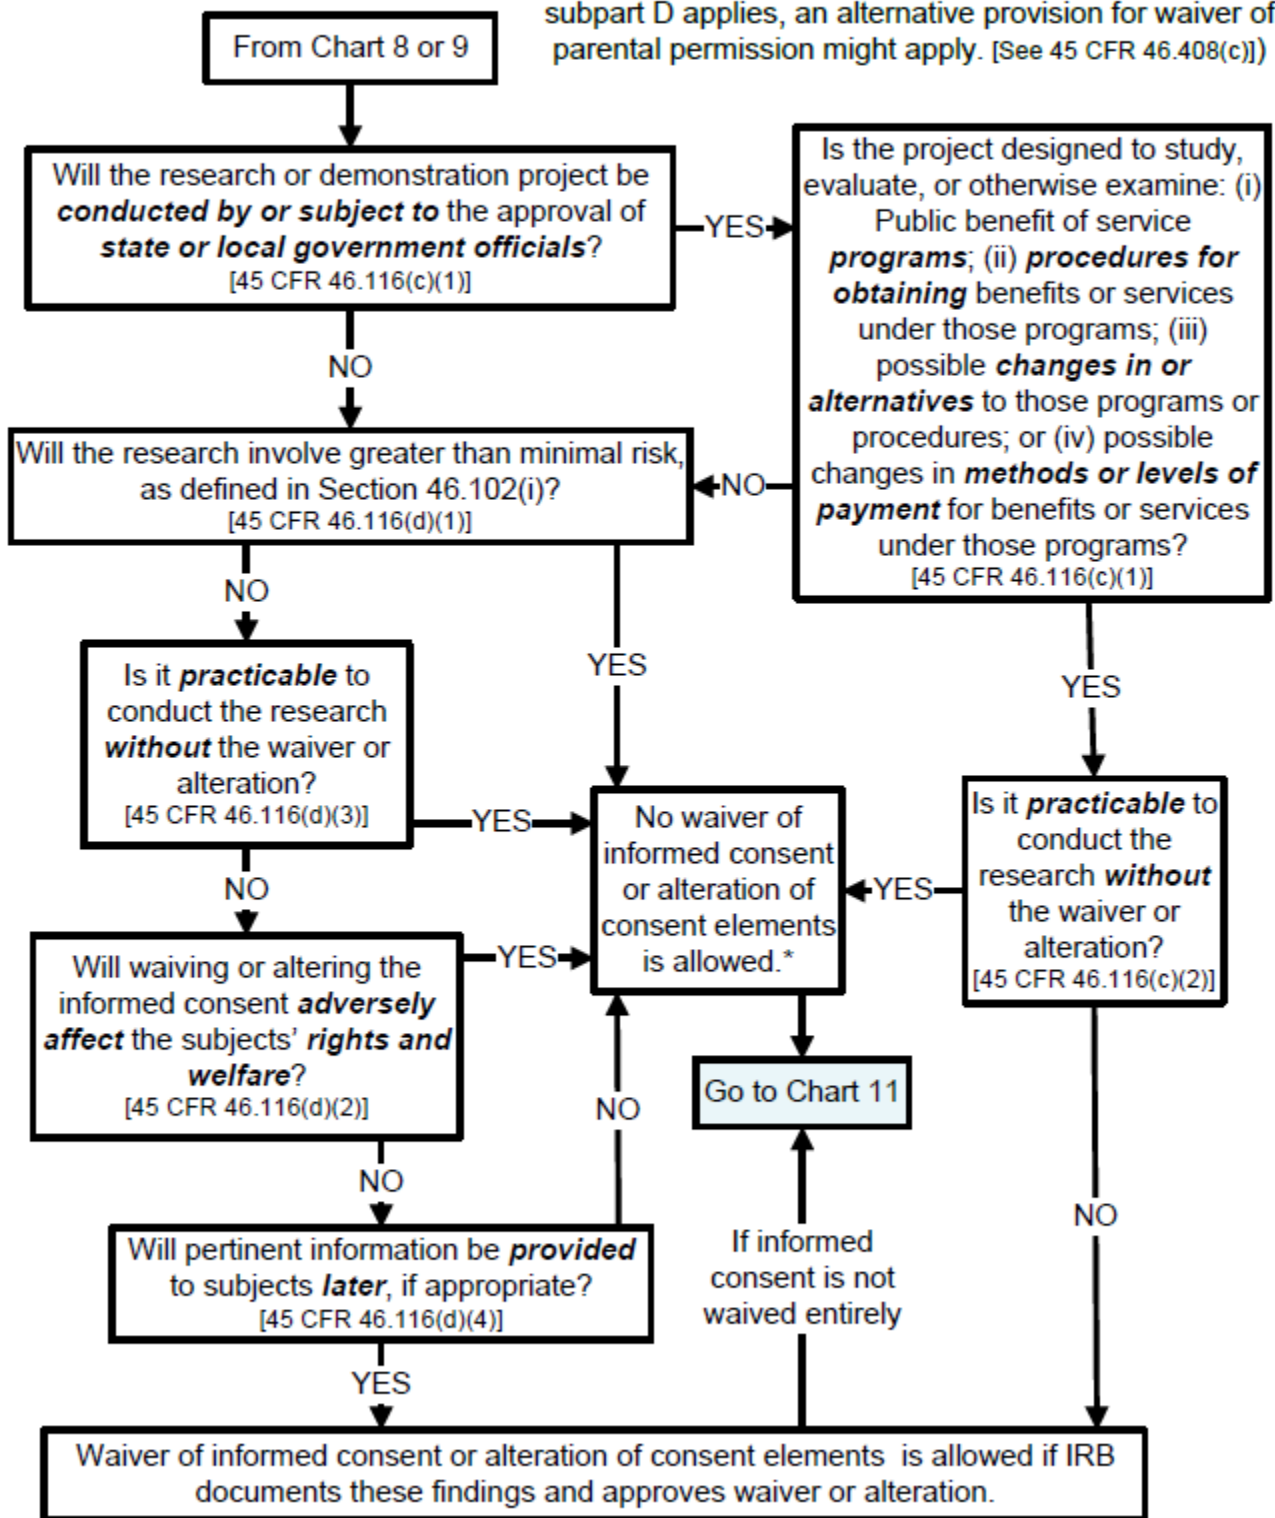 subpart D applies, an alternative provision for waiver of
parental permission might apply. [See 45 CFR 46.408(c)])
From Chart 8 or 9
Will the research or demonstration project be
conducted by or subject to the approval of
state or local government officials?
[45 CFR 46.116(c)(1)]
YES
Is the project designed to study,
evaluate, or otherwise examine: (i)
Public benefit of service
programs; (ii) procedures for
obtaining benefits or services
under those programs; (iii)
possible changes in or
alternatives to those programs or
procedures; or (iv) possible
changes in methods or levels of
payment for benefits or services
under those programs?
[45 CFR 46.116(c)(1)]
NO
Will the research involve greater than minimal risk,
as defined in Section 46.102(i)?
[45 CFR 46.116(d)(1)]
NO
NO
YES
YES
Is it practicable to
conduct the research
without the waiver or
alteration?
[45 CFR 46.116(d)(3)]
YES
No waiver of
informed consent
or alteration of
consent elements
is allowed.*
YES
Is it practicable to
conduct the
research without
the waiver or
alteration?
[45 CFR 46.116(c)(2)]
NO
Will waiving or altering the
informed consent adversely
affect the subjects' rights and
welfare?
[45 CFR 46.116(d)(2)]
YES
Go to Chart 11
NO
NO
NO
Will pertinent information be provided
to subjects later, if appropriate?
[45 CFR 46.116(d)(4)]
If informed
consent is not
waived entirely
YES
Waiver of informed consent or alteration of consent elements is allowed if IRB
documents these findings and approves waiver or alteration.